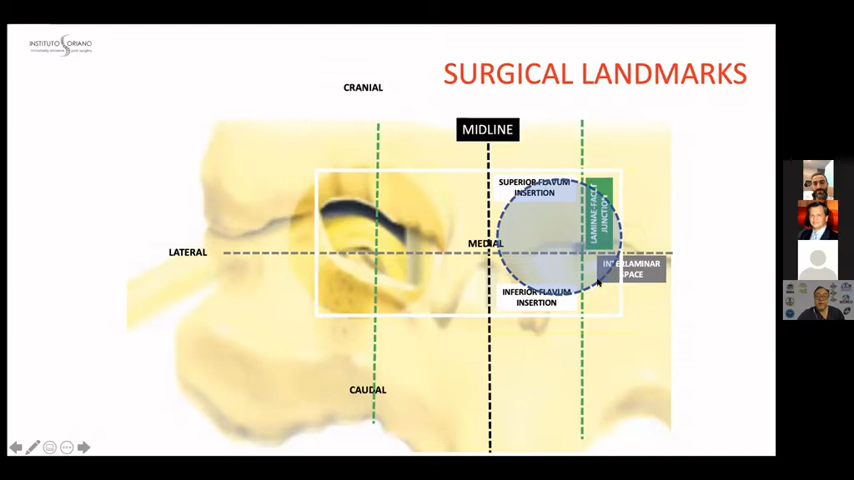 INSTITUTO SORIANO
SURGICAL LANDMARKS
CRANIAL
MIDLINE
SUPERIOR FLAVUM
INSERTION
LAMINAE-FACET
JUNCTION
MEDIAL
LATERAL
INTERLAMINAR
SPACE
INFERIOR FLAVUM
INSERTION
CAUDAL